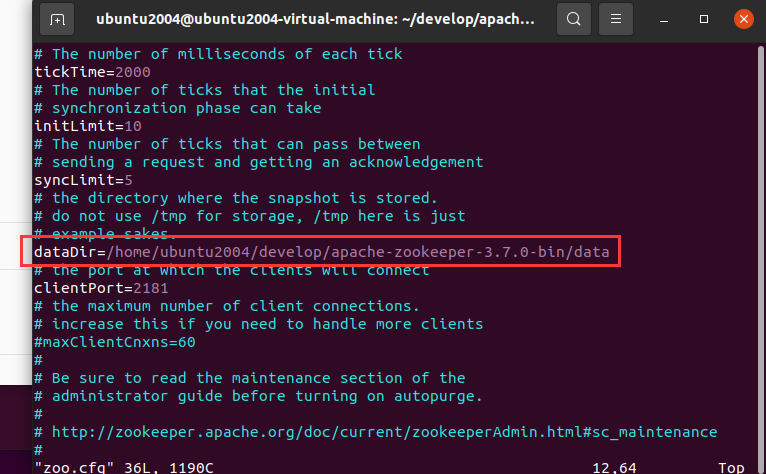 ubuntu2004@ubuntu2004-virtual-machine: ~/develop/apac...
# The number of milliseconds of each tick
tickTime=2000
# The number of ticks that the initial
# synchronization phase can take
initLimit=10
# The number of ticks that can pass between
# sending a request and getting an acknowledgement
syncLimit=5
# the directory where the snapshot is stored.
# do not use /tmp for storage, /tmp here is just
# example sakes.
dataDir=/home/ubuntu2004/develop/apache-zookeeper-3.7.0-bin/data
# the port at which the clients will connect
clientPort=2181
# the maximum number of client connections.
# increase this if you need to handle more clients
#maxClientCnxns=60
#
# Be sure to read the maintenance section of the
# administrator guide before turning on autopurge.
#
# http://zookeeper.apache.org/doc/current/zookeeperAdmin.html#sc_maintenance
#
"zoo.cfg" 36L, 1190C 12,64 Top